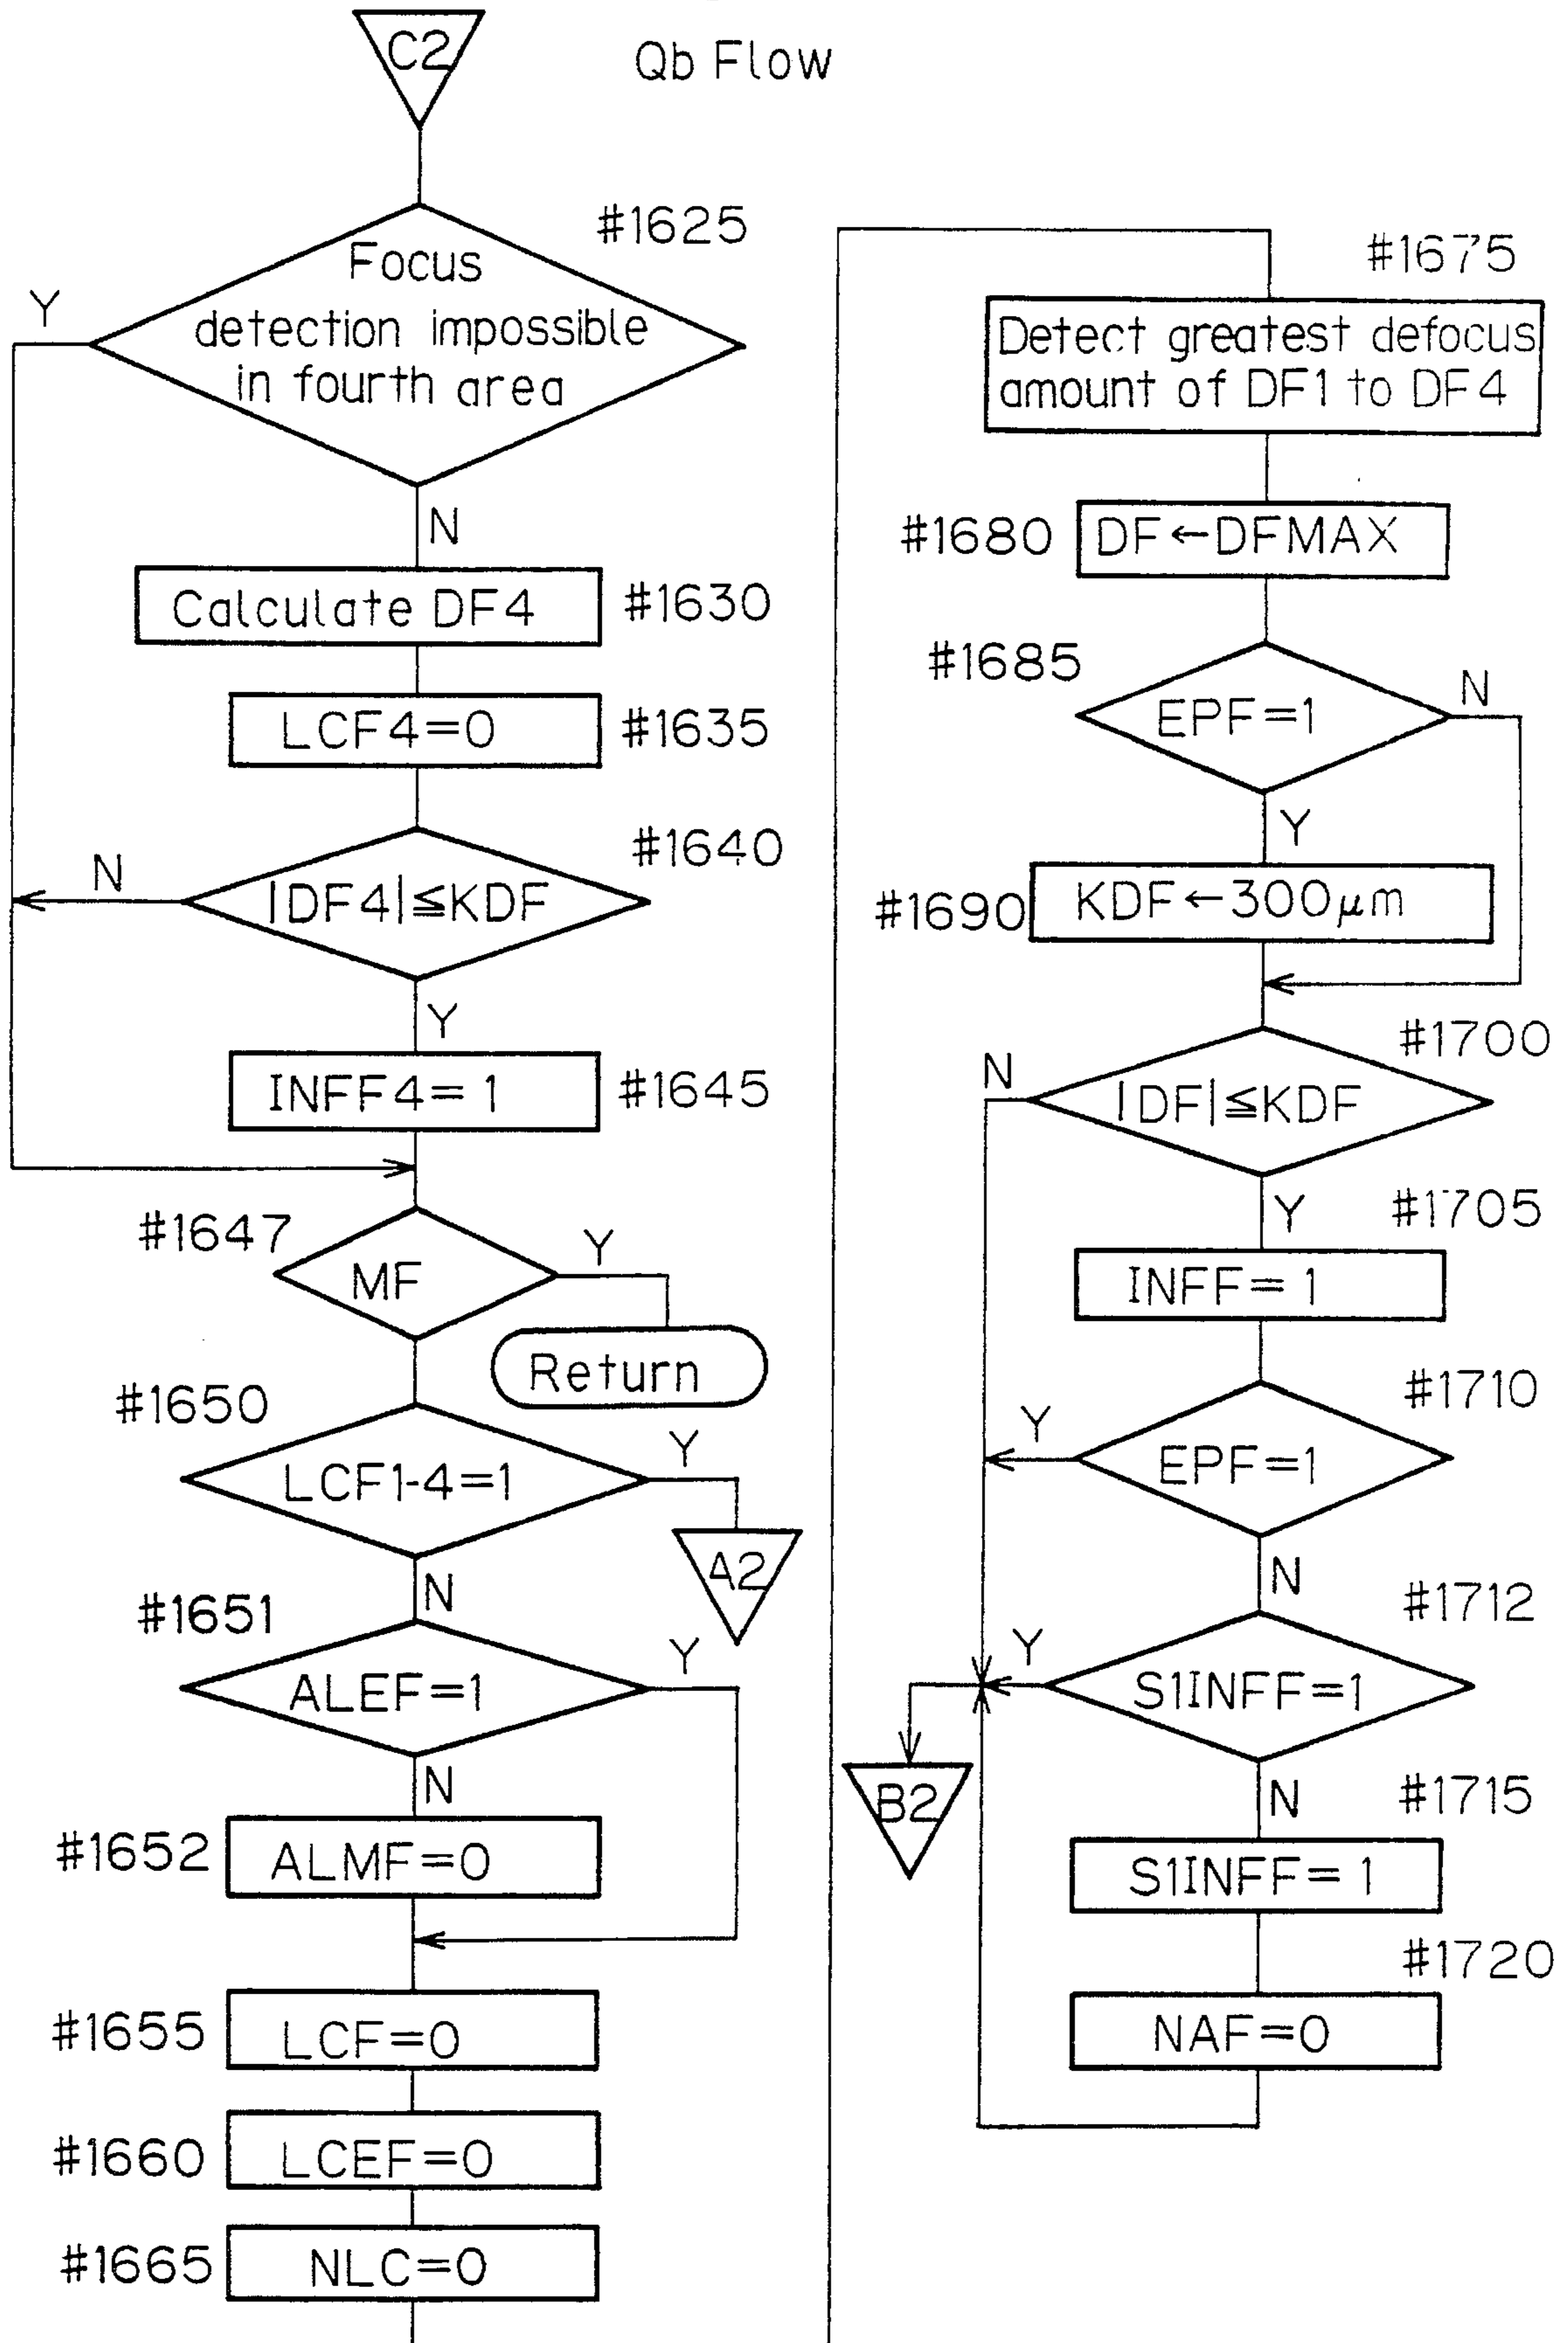 C2
Qb Flow
#1625
Focus
detection impossible
in fourth area
Y
N
Calculate DF4
#1630
LCF4=0
#1635
#1640
|DF4|≦KDF
N
Y
INFF4=1
#1645
#1647
MF
Y
Return
#1650
LCF1-4=1
Y
A2
N
#1651
ALEF=1
Y
N
#1652
ALMF=0
#1655
LCF=0
#1660
LCEF=0
#1665
NLC=0
#1675
Detect greatest defocus
amount of DF1 to DF4
#1680
DF←DFMAX
#1685
EPF=1
N
Y
#1690
KDF←300μm
#1700
|DF|≦KDF
N
Y
#1705
INFF=1
#1710
EPF=1
Y
N
#1712
S1INFF=1
Y
B2
N
#1715
S1INFF=1
#1720
NAF=0